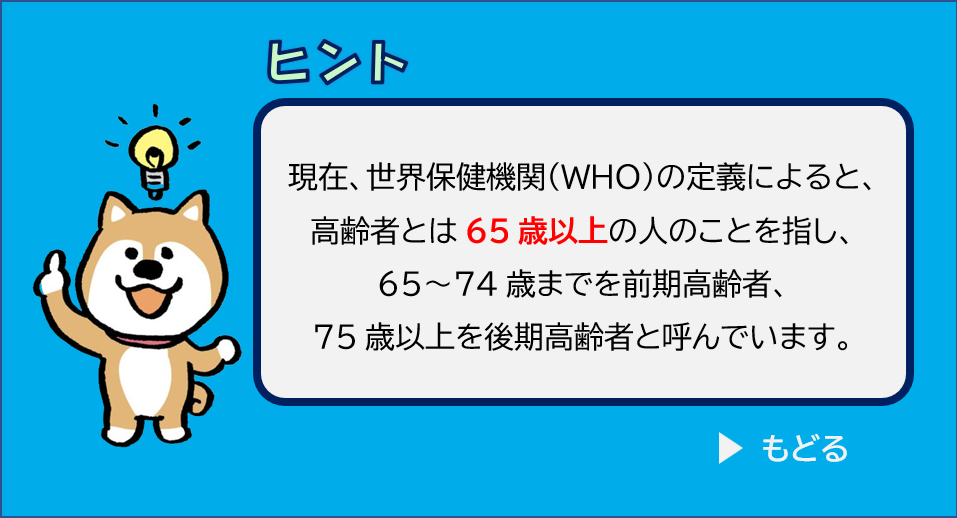 ヒント
現在、世界保健機関(WHO)の定義によると、
高齢者とは 65 歳以上の人のことを指し、
65～74 歳までを前期高齢者、
75 歳以上を後期高齢者と呼んでいます。
▶ もどる